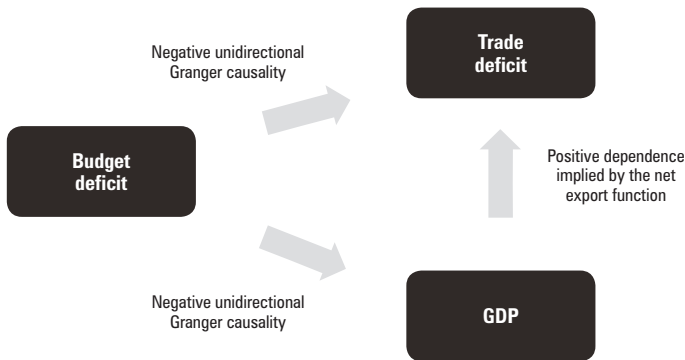 Negative unidirectional
Granger causality
Trade
deficit
Budget
deficit
Positive dependence
implied by the net
export function
Negative unidirectional
Granger causality
GDP